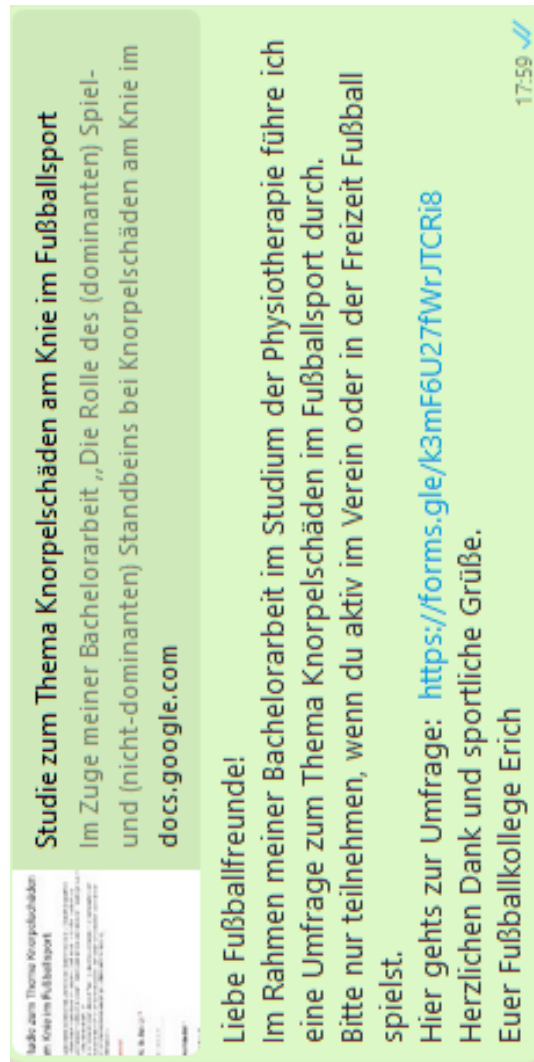 Studie zum Thema Knorpelschäden am Knie im Fußballsport
Im Zuge meiner Bachelorarbeit „Die Rolle des (dominanten) Spiel-
und (nicht-dominanten) Standbeins bei Knorpelschäden am Knie im
docs.google.com
Liebe Fußballfreunde!
Im Rahmen meiner Bachelorarbeit im Studium der Physiotherapie führe ich
eine Umfrage zum Thema Knorpelschäden im Fußballsport durch.
Bitte nur teilnehmen, wenn du aktiv im Verein oder in der Freizeit Fußball
spielst.
Hier gehts zur Umfrage: https://forms.gle/k3mF6U27fWrJTCRi8
Herzlichen Dank und sportliche Grüße.
Euer Fußballkollege Erich
17:59